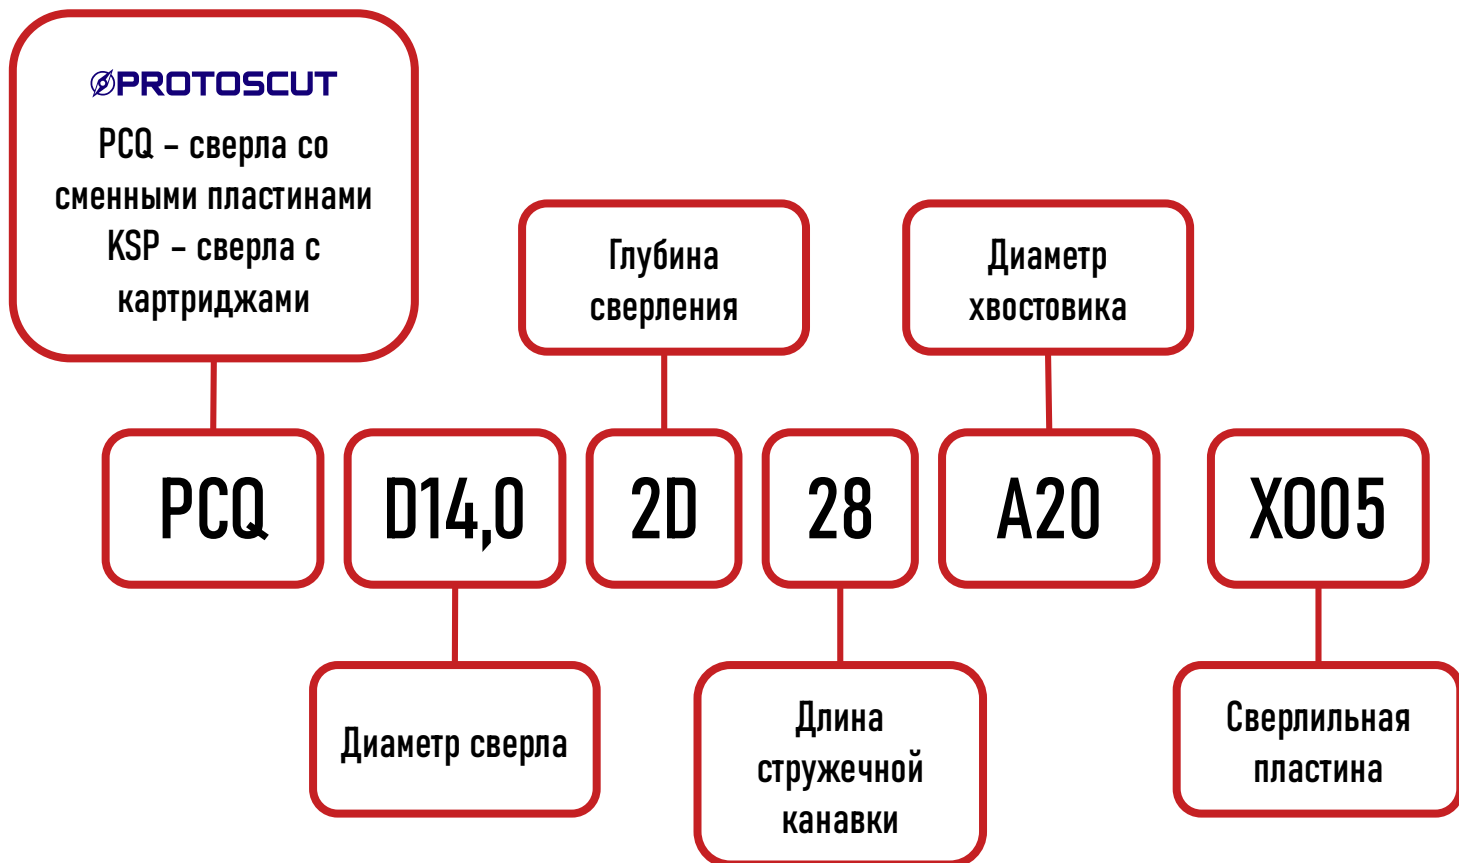 PROTOSCUT
PCQ – сверла со
сменными пластинами
KSP – сверла с
картриджами
Глубина
сверления
Диаметр
хвостовика
PCQ
D14,0
2D
28
A20
XO05
Диаметр сверла
Длина
стружечной
канавки
Сверлильная
пластина